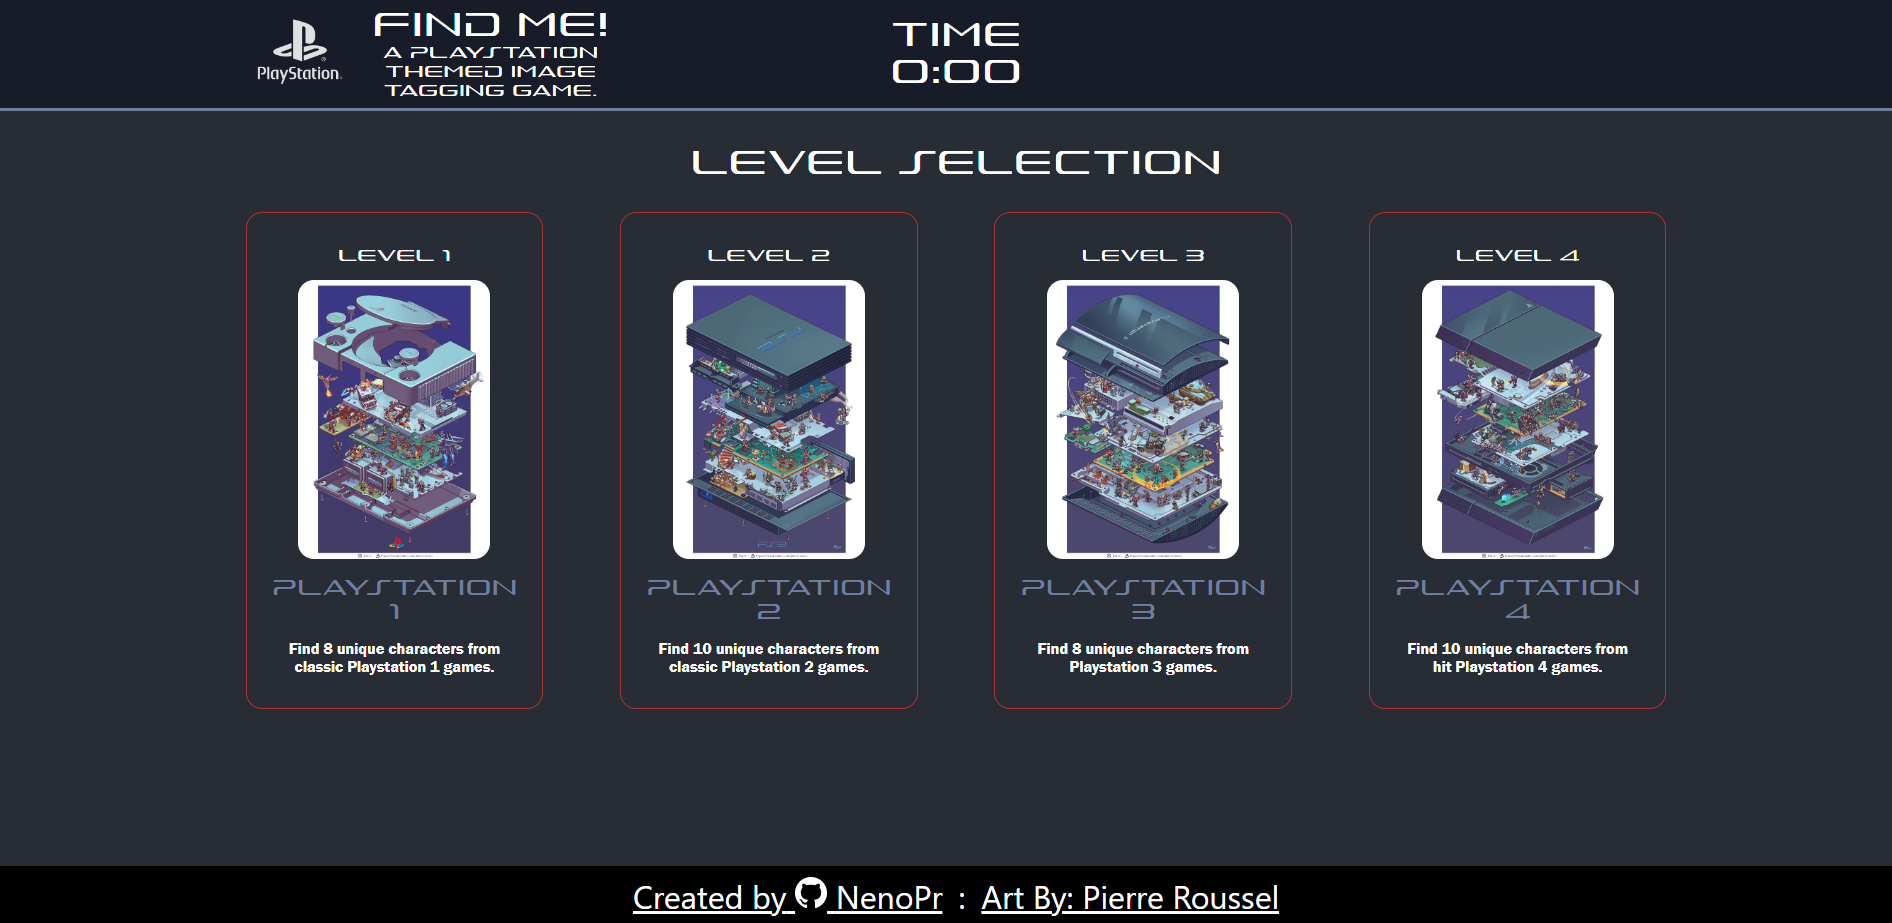 PlayStation
FIND ME!
A PLAYSTATION
THEMED IMAGE
TAGGING GAME.
TIME
0:00
LEVEL SELECTION
LEVEL 1
PLAYSTATION
1
Find 8 unique characters from
classic Playstation 1 games.
LEVEL 2
PLAYSTATION
2
Find 10 unique characters from
classic Playstation 2 games.
LEVEL 3
PLAYSTATION
3
Find 8 unique characters from
Playstation 3 games.
LEVEL 4
PLAYSTATION
4
Find 10 unique characters from
hit Playstation 4 games.
Created by NenoPr : Art By: Pierre Roussel